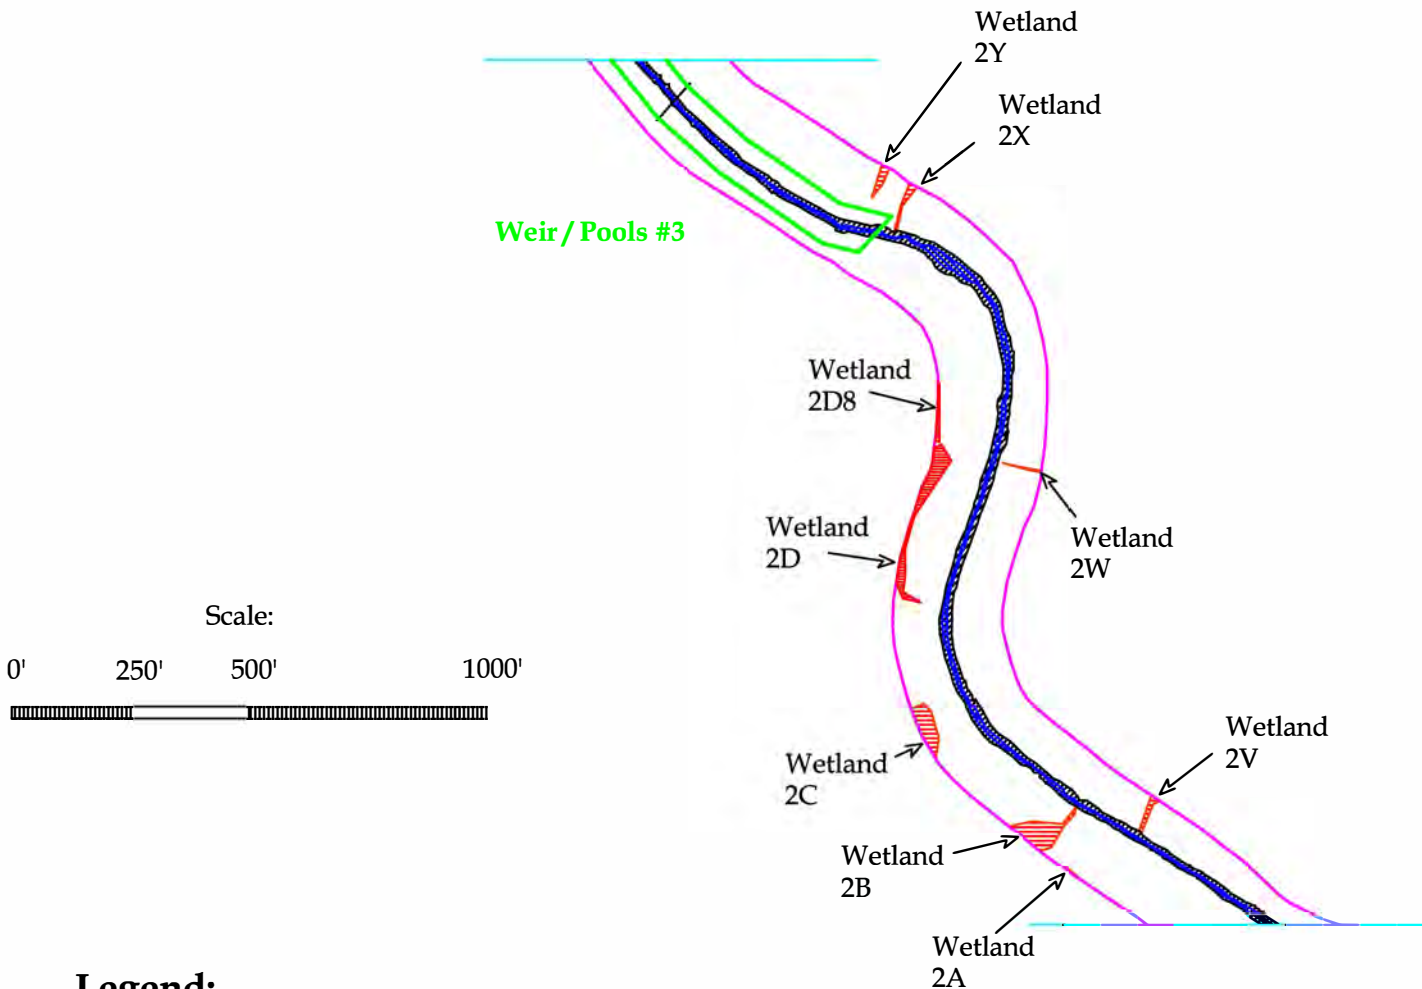 Wetland
2Y
Wetland
2X
Weir / Pools #3
Wetland
2D8
Wetland
2D
Wetland
2W
Scale:
0' 250' 500' 1000'
Wetland
2V
Wetland
2C
Wetland
2B
Wetland
2A
Legend: